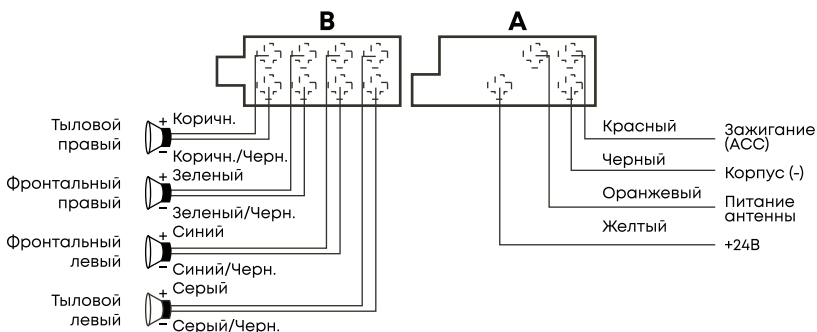 B
A
Тыловой
правый
+ Коричн.
– Коричн./Черн.
Фронтальный
правый
+ Зеленый
– Зеленый/Черн.
Фронтальный
левый
+ Синий
– Синий/Черн.
Тыловой
левый
+ Серый
– Серый/Черн.
Красный
Зажигание
(ACC)
Черный
Корпус (-)
Оранжевый
Питание
антенны
Желтый
+24В